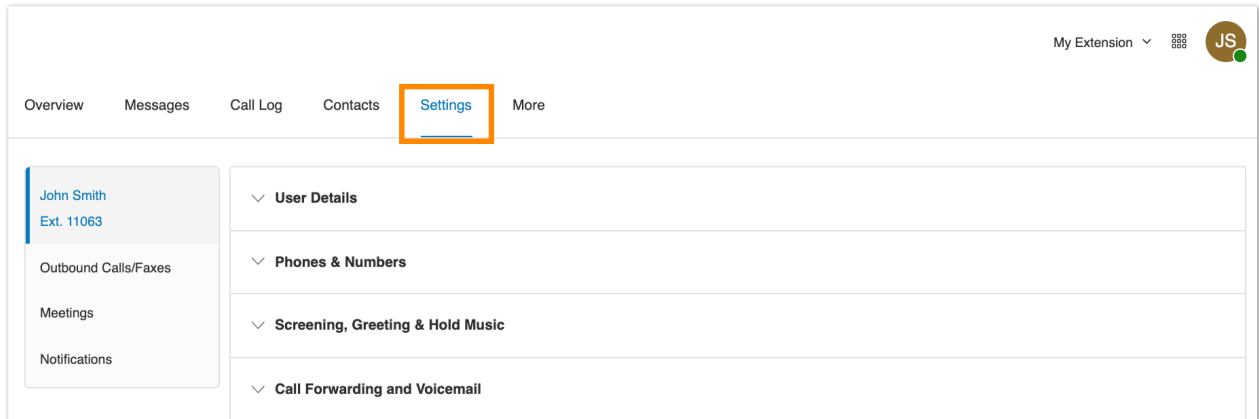 My Extension
JS
Overview Messages Call Log Contacts Settings More
John Smith
Ext. 11063
Outbound Calls/Faxes
Meetings
Notifications
User Details
Phones & Numbers
Screening, Greeting & Hold Music
Call Forwarding and Voicemail